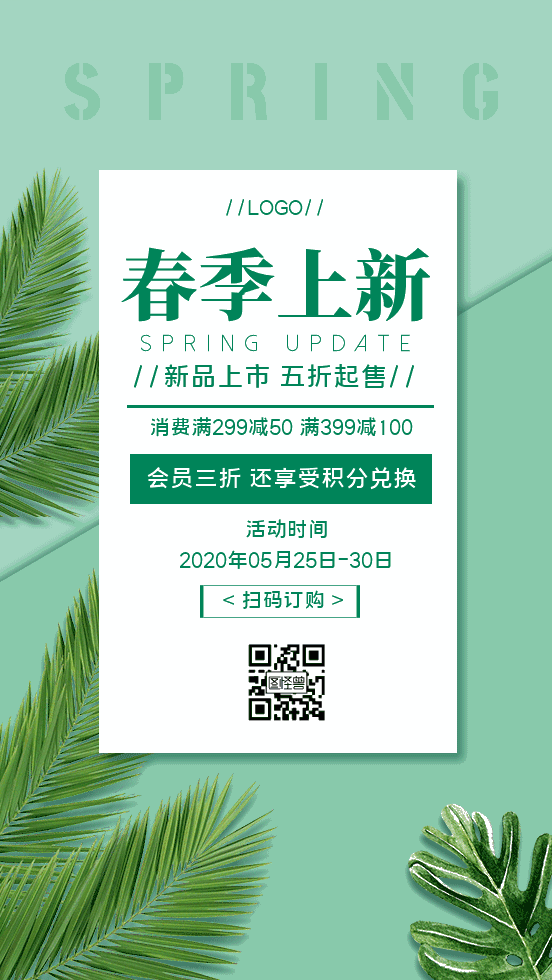 SPRING
//LOGO//
春季上新
SPRING UPDATE
//新品上市 五折起售//
消费满299减50 满399减100
会员三折 还享受积分兑换
活动时间
2020年05月25日-30日
<扫码订购>
图怪兽